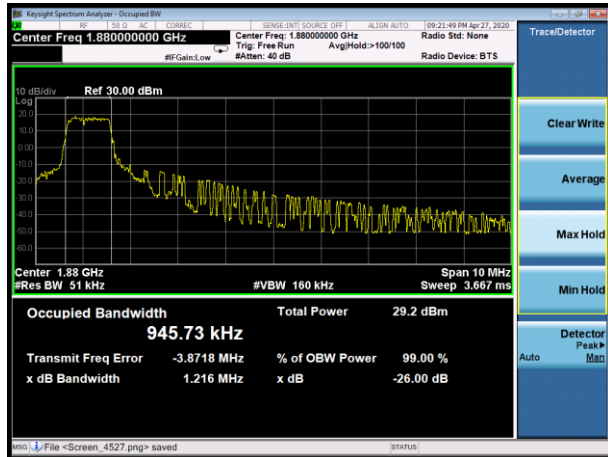 Keysight Spectrum Analyzer - Occupied BW
RF 50 Ω AC CORREC SENSE:INT SOURCE OFF ALIGN AUTO 09:21:49 PM Apr 27, 2020
Center Freq 1.880000000 GHz
Center Freq: 1.880000000 GHz
Radio Std: None
Trig: Free Run Avg|Hold:>100/100
#IFGain:Low #Atten: 40 dB Radio Device: BTS
Trace/Detector
10 dB/div Ref 30.00 dBm
Log
20.0
10.0
0.00
-10.0
-20.0
-30.0
-40.0
-50.0
-60.0
Center 1.88 GHz Span 10 MHz
#Res BW 51 kHz #VBW 160 kHz Sweep 3.667 ms
Occupied Bandwidth Total Power 29.2 dBm
945.73 kHz
Transmit Freq Error -3.8718 MHz % of OBW Power 99.00 %
x dB Bandwidth 1.216 MHz x dB -26.00 dB
Clear Write
Average
Max Hold
Min Hold
Detector
Peak▶
Auto Man
MSG File <Screen_4527.png> saved STATUS